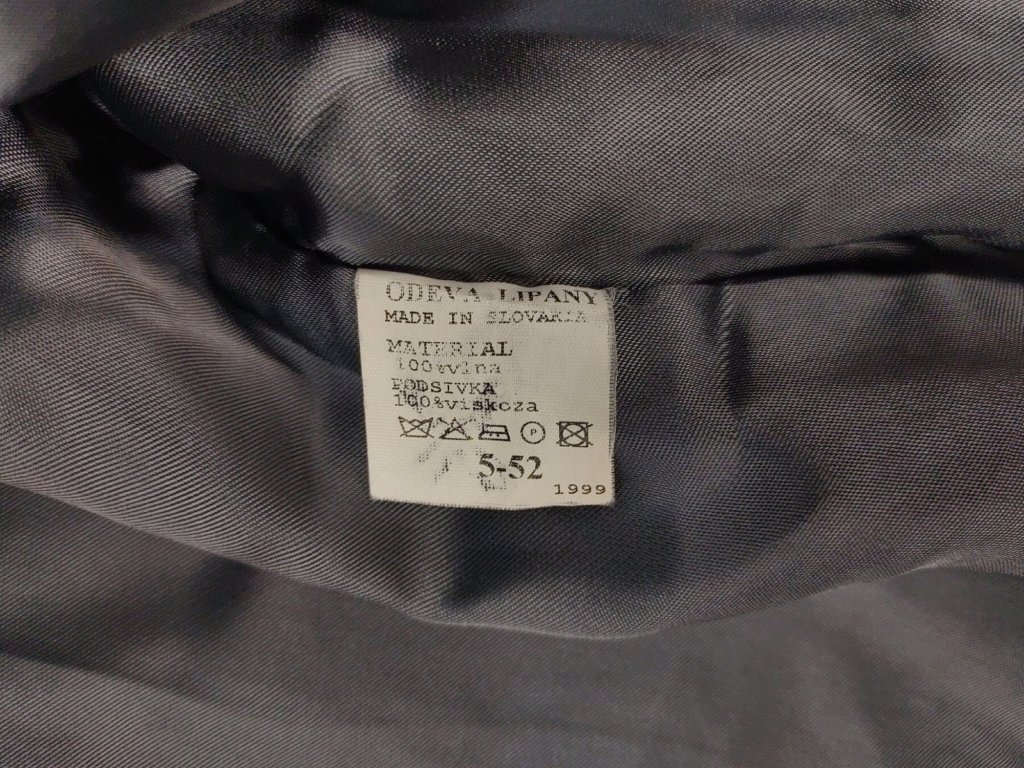 ODEVA LIPANY
MADE IN SLOVAKIA
MATERIAL
100%vlna
PODSIVKA
100%viskoza
P
5-52
1999